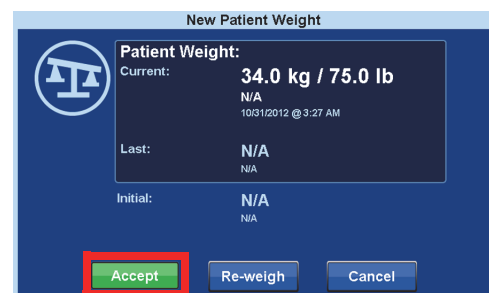 New Patient Weight
Patient Weight:
Current: 34.0 kg / 75.0 lb
N/A
10/31/2012 @ 3:27 AM
Last: N/A
N/A
Initial: N/A
N/A
Accept Re-weigh Cancel